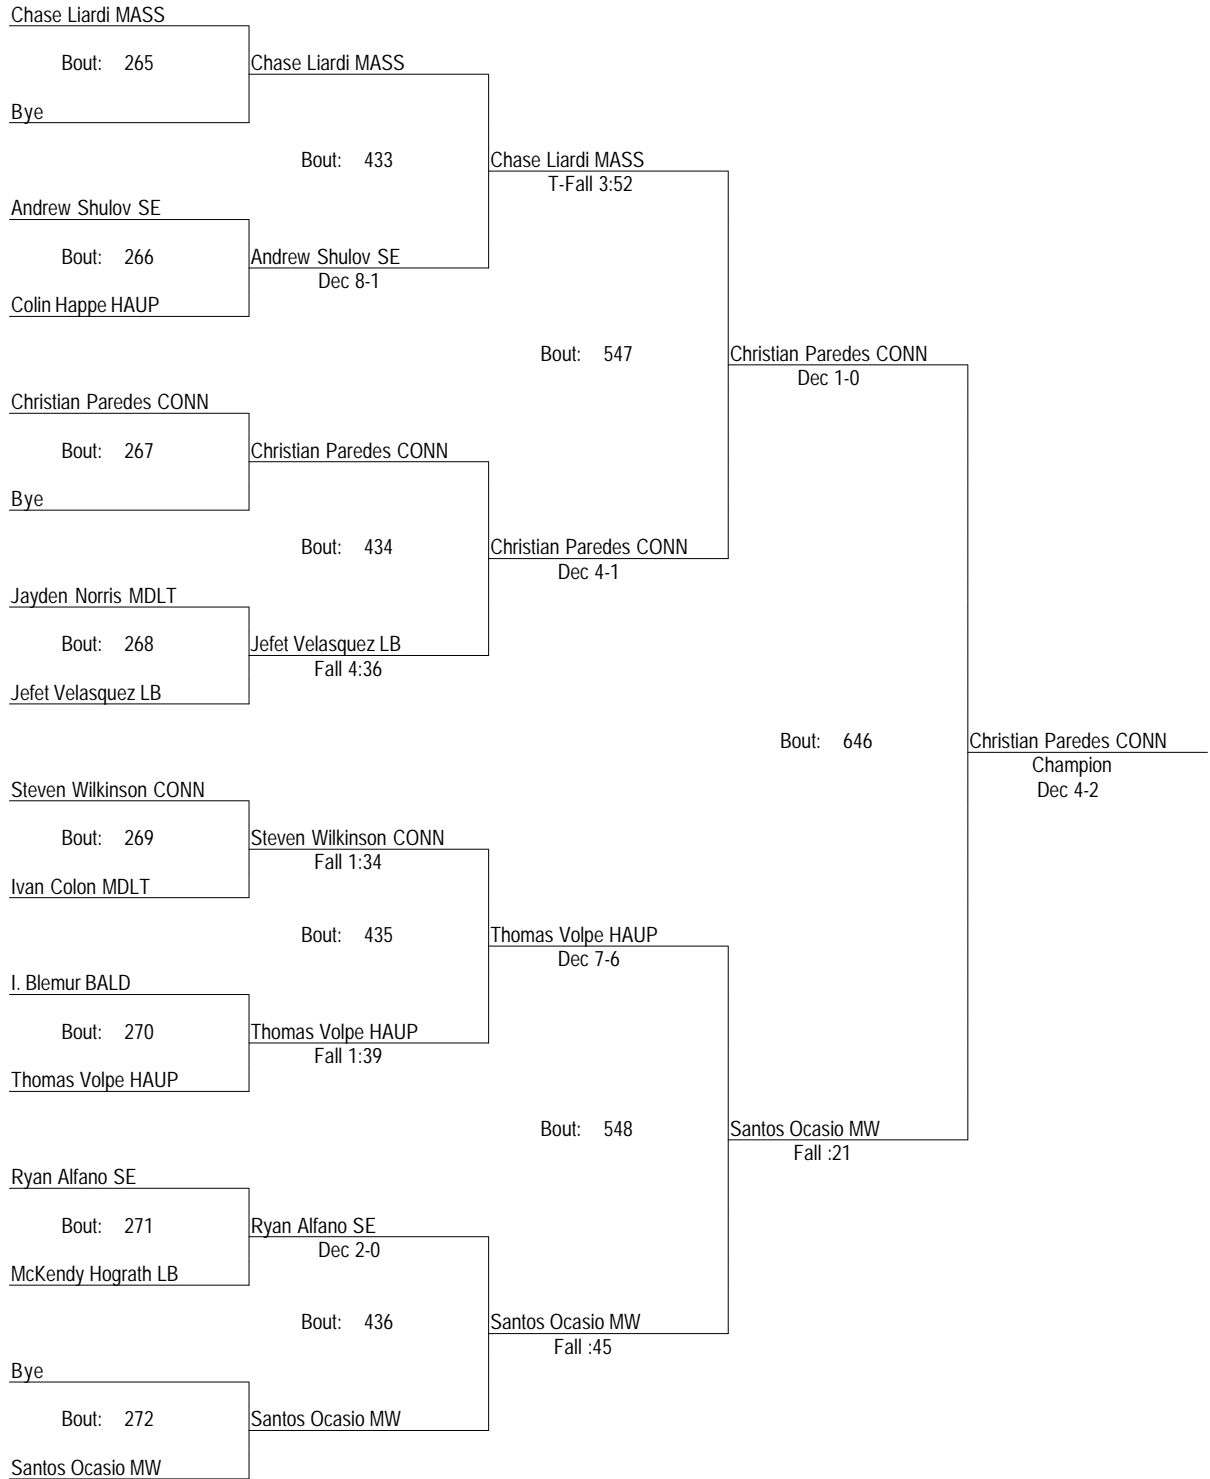 Chase Liardi MASS
Bout: 265
Chase Liardi MASS
Bye
Bout: 433
Chase Liardi MASS
T-Fall 3:52
Andrew Shulov SE
Bout: 266
Andrew Shulov SE
Dec 8-1
Colin Happe HAUP
Bout: 547
Christian Paredes CONN
Dec 1-0
Christian Paredes CONN
Bout: 267
Christian Paredes CONN
Bye
Bout: 434
Christian Paredes CONN
Dec 4-1
Jayden Norris MDLT
Bout: 268
Jefet Velasquez LB
Fall 4:36
Jefet Velasquez LB
Bout: 646
Christian Paredes CONN
Champion
Dec 4-2
Steven Wilkinson CONN
Bout: 269
Steven Wilkinson CONN
Fall 1:34
Ivan Colon MDLT
Bout: 435
Thomas Volpe HAUP
Dec 7-6
I. Blemur BALD
Bout: 270
Thomas Volpe HAUP
Fall 1:39
Thomas Volpe HAUP
Bout: 548
Santos Ocasio MW
Fall :21
Ryan Alfano SE
Bout: 271
Ryan Alfano SE
Dec 2-0
McKendy Hograth LB
Bout: 436
Santos Ocasio MW
Fall :45
Bye
Bout: 272
Santos Ocasio MW
Santos Ocasio MW